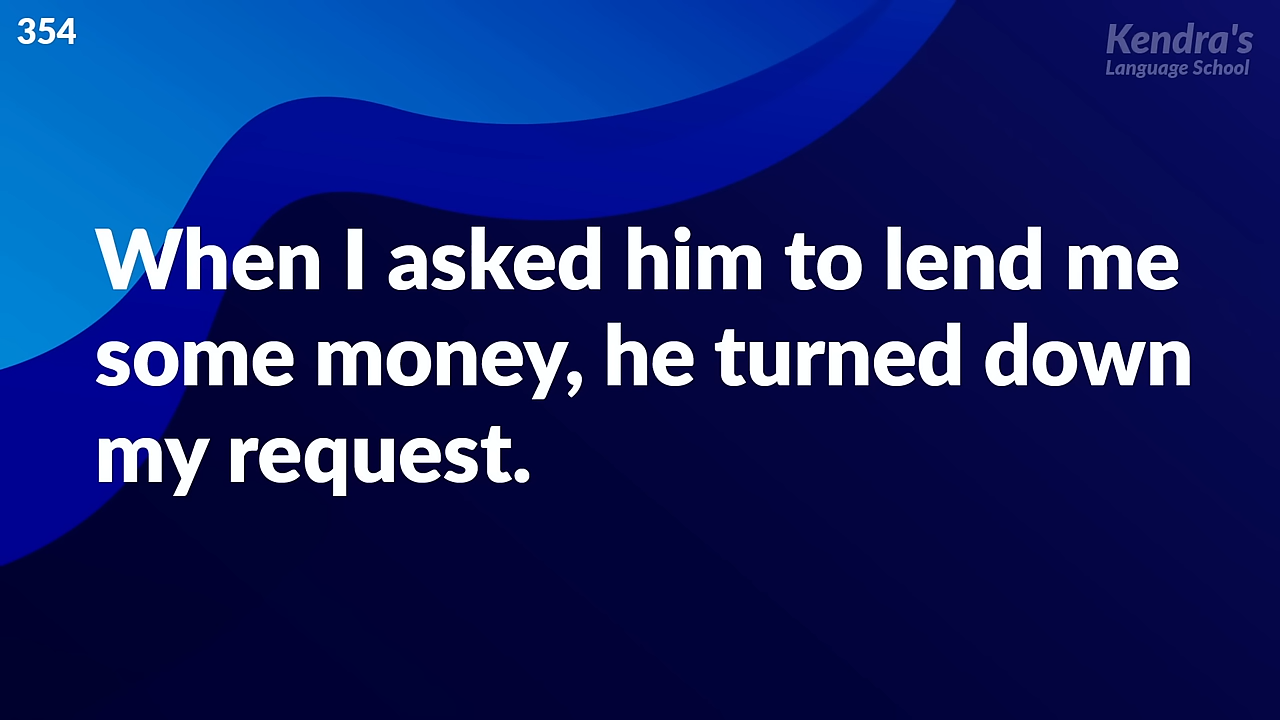 354
Kendra's
Language School
When I asked him to lend me
some money, he turned down
my request.